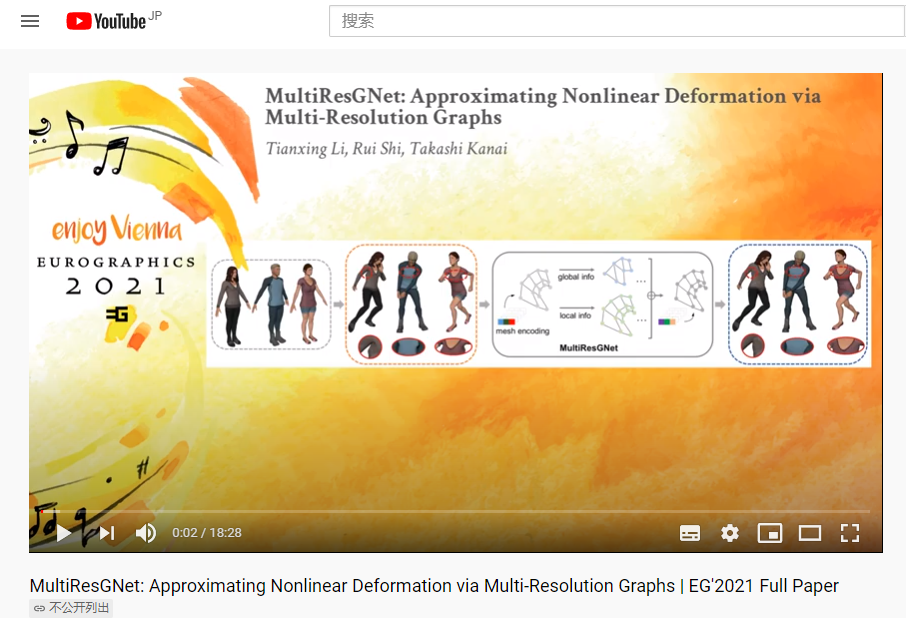 YouTube JP
搜索
MultiResGNet: Approximating Nonlinear Deformation via
Multi-Resolution Graphs
Tianxing Li, Rui Shi, Takashi Kanai
enjoy Vienna
EUROGRAPHICS
2021
global info
local info
mesh encoding
MultiResGNet
0:02 / 18:28
MultiResGNet: Approximating Nonlinear Deformation via Multi-Resolution Graphs | EG'2021 Full Paper
不公开列出